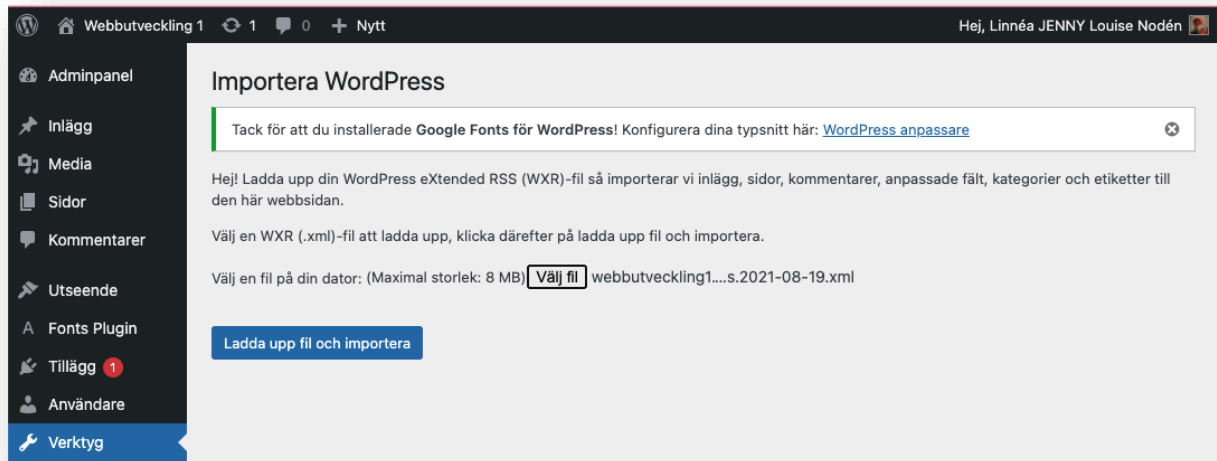 Webbutveckling 1 1 0 + Nytt Hej, Linnéa JENNY Louise Nodén
Adminpanel
Inlägg
Media
Sidor
Kommentarer
Utseende
Fonts Plugin
Tillägg 1
Användare
Verktyg
Importera WordPress
Tack för att du installerade Google Fonts för WordPress! Konfigurera dina typsnitt här: WordPress anpassare
Hej! Ladda upp din WordPress eXtended RSS (WXR)-fil så importerar vi inlägg, sidor, kommentarer, anpassade fält, kategorier och etiketter till
den här webbsidan.
Välj en WXR (.xml)-fil att ladda upp, klicka därefter på ladda upp fil och importera.
Välj en fil på din dator: (Maximal storlek: 8 MB) Välj fil webbutveckling1....s.2021-08-19.xml
Ladda upp fil och importera